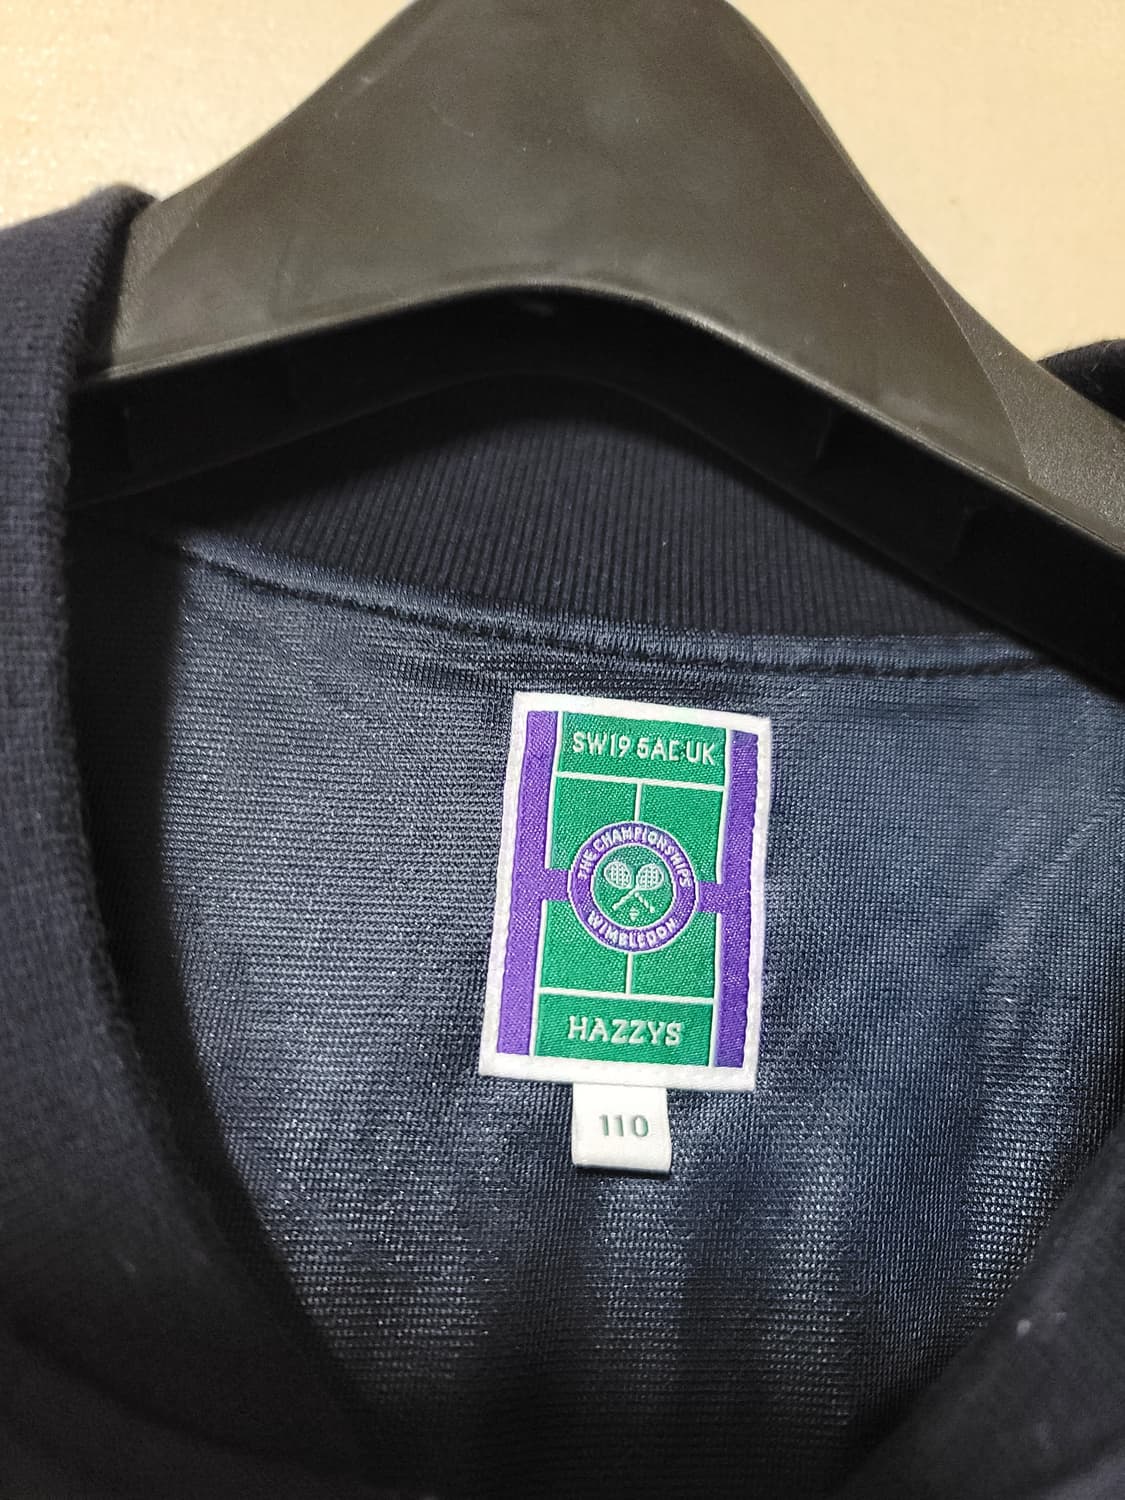 SW19 5AE UK
THE CHAMPIONSHIPS
WIMBLEDON
HAZZYS
110